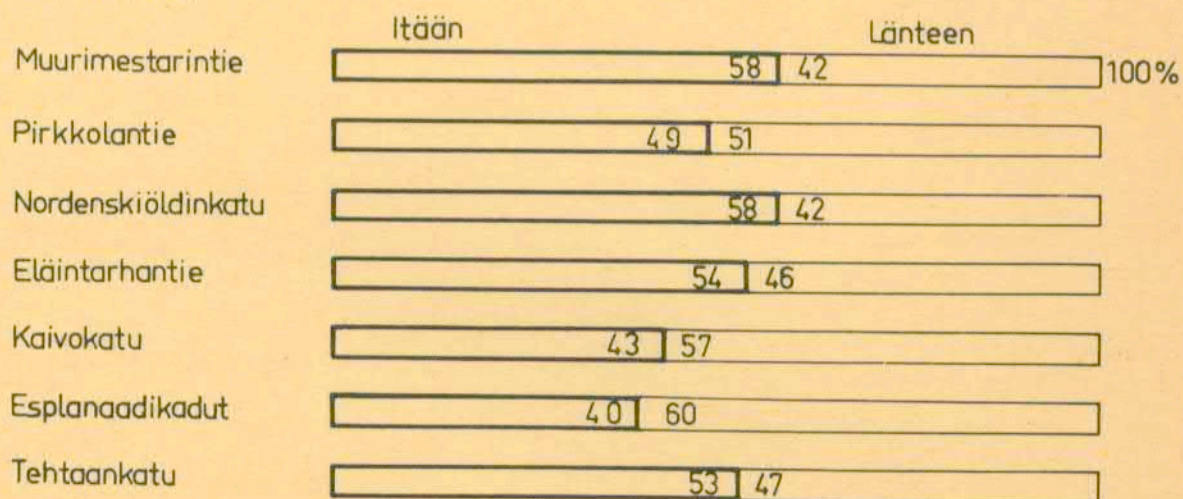 Itään Länteen
Muurimestarintie 58 42 100%
Pirkkolantie 49 51
Nordenskiöldinkatu 58 42
Eläintarhantie 54 46
Kaivokatu 43 57
Esplanaadikadut 40 60
Tehtaankatu 53 47